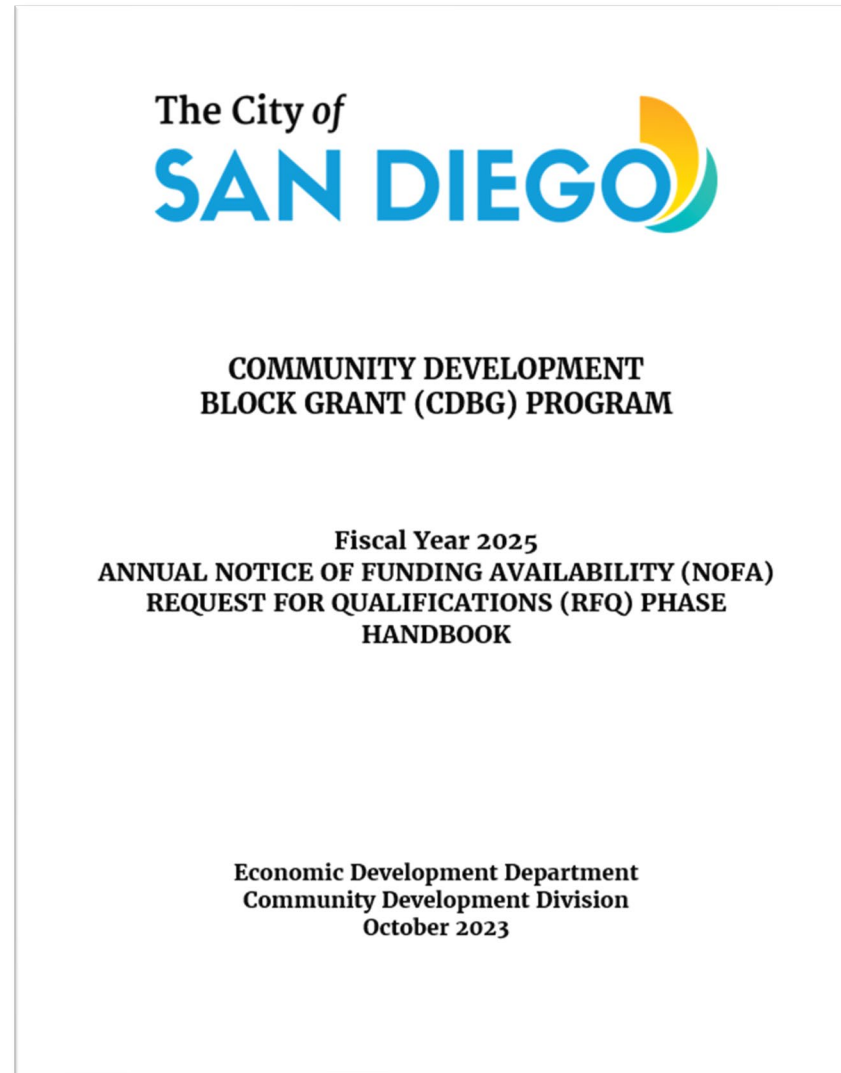 The City of
SAN DIEGO
COMMUNITY DEVELOPMENT
BLOCK GRANT (CDBG) PROGRAM
Fiscal Year 2025
ANNUAL NOTICE OF FUNDING AVAILABILITY (NOFA)
REQUEST FOR QUALIFICATIONS (RFQ) PHASE
HANDBOOK
Economic Development Department
Community Development Division
October 2023